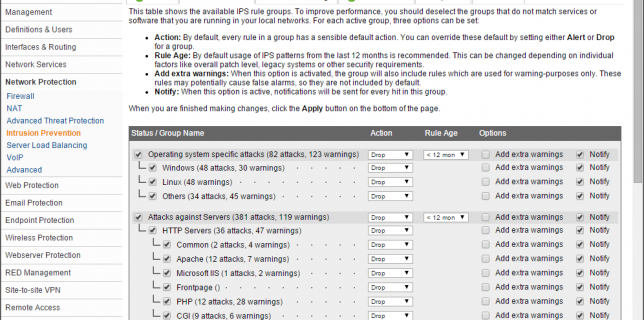 Management
Definitions & Users
Interfaces & Routing
Network Services
Network Protection
Firewall
NAT
Advanced Threat Protection
Intrusion Prevention
Server Load Balancing
VoIP
Advanced
Web Protection
Email Protection
Endpoint Protection
Wireless Protection
Webserver Protection
RED Management
Site-to-site VPN
Remote Access
This table shows the available IPS rule groups. To improve performance, you should deselect the groups that do not match services or
software that you are running in your local networks. For each active group, three options can be set:
• Action: By default, every rule in a group has a sensible default action. You can override these default by setting either Alert or Drop
for a group.
• Rule Age: By default usage of IPS patterns from the last 12 months is recommended. This can be changed depending on individual
factors like overall patch level, legacy systems or other security requirements.
• Add extra warnings: When this option is activated, the group will also include rules which are used for warning-purposes only. These
rules may potentially cause false alarms, so they are not included by default.
• Notify: When this option is active, notifications will be sent for every hit in this group.
When you are finished making changes, click the Apply button on the bottom of the page.
Status / Group Name Action Rule Age Options
Operating system specific attacks (82 attacks, 123 warnings) Drop < 12 mon Add extra warnings Notify
Windows (48 attacks, 30 warnings) Drop Add extra warnings Notify
Linux (48 warnings) Drop Add extra warnings Notify
Others (34 attacks, 45 warnings) Drop Add extra warnings Notify
Attacks against Servers (381 attacks, 119 warnings) Drop < 12 mon Add extra warnings Notify
HTTP Servers (36 attacks, 47 warnings) Drop Add extra warnings Notify
Common (2 attacks, 4 warnings) Drop Add extra warnings Notify
Apache (12 attacks, 7 warnings) Drop Add extra warnings Notify
Microsoft IIS (1 attacks, 2 warnings) Drop Add extra warnings Notify
Frontpage () Drop Add extra warnings Notify
PHP (12 attacks, 28 warnings) Drop Add extra warnings Notify
CGI (9 attacks, 6 warnings) Drop Add extra warnings Notify